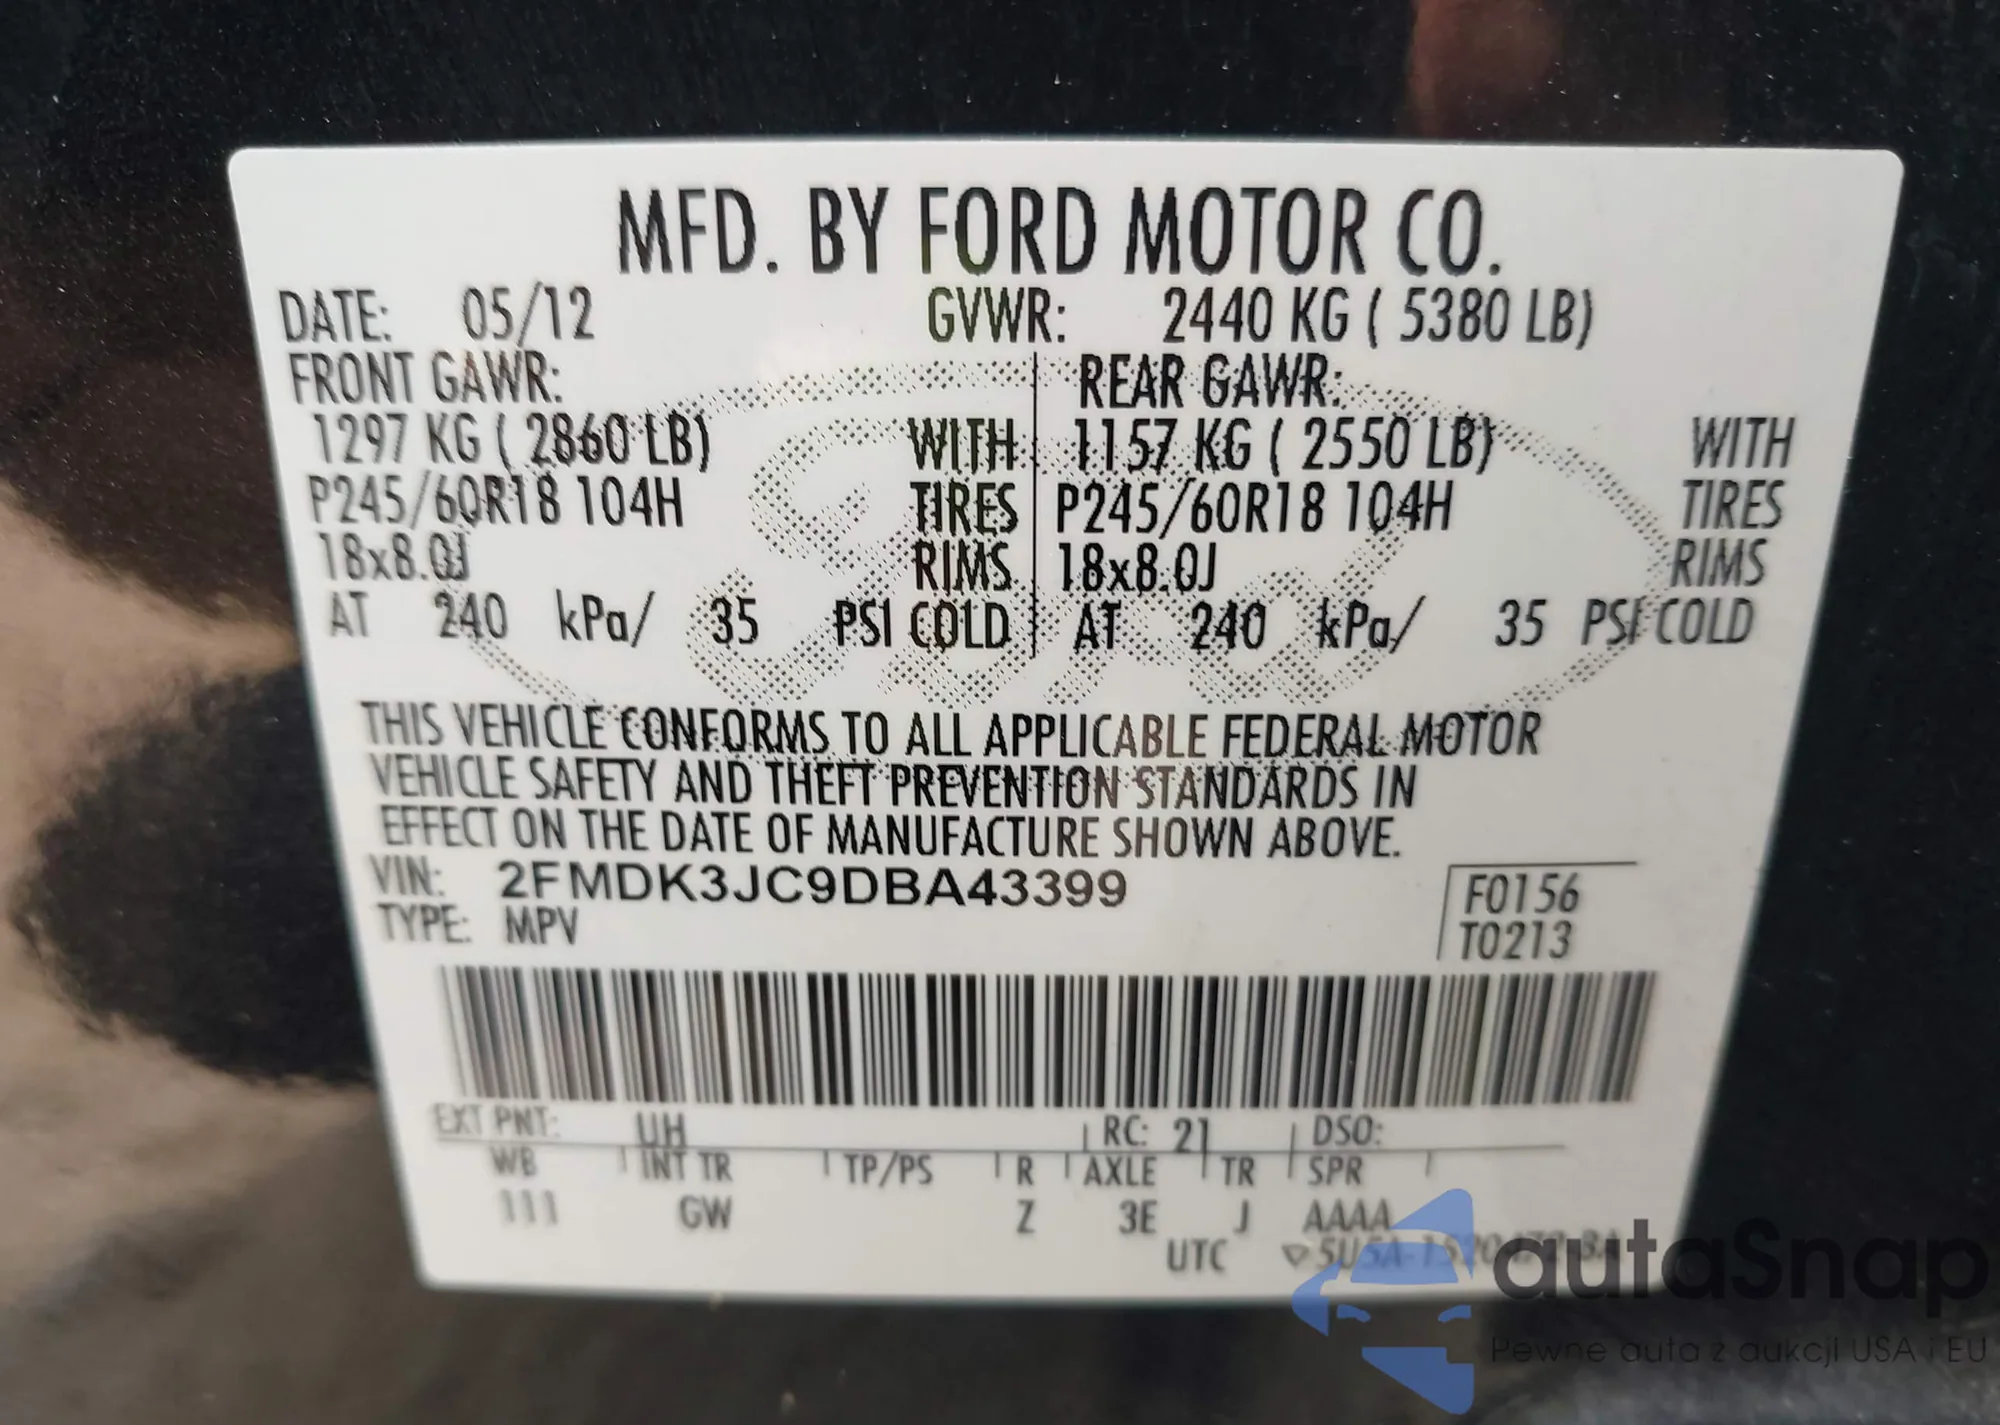 MFD. BY FORD MOTOR CO.
DATE: 05/12 GVWR: 2440 KG ( 5380 LB)
FRONT GAWR: REAR GAWR:
1297 KG ( 2860 LB) WITH 1157 KG ( 2550 LB) WITH
P245/60R18 104H TIRES P245/60R18 104H TIRES
18x8.0J RIMS 18x8.0J RIMS
AT 240 kPa/ 35 PSI COLD AT 240 kPa/ 35 PSI COLD
THIS VEHICLE CONFORMS TO ALL APPLICABLE FEDERAL MOTOR
VEHICLE SAFETY AND THEFT PREVENTION STANDARDS IN
EFFECT ON THE DATE OF MANUFACTURE SHOWN ABOVE.
VIN: 2FMDK3JC9DBA43399 F0156
TYPE: MPV T0213
EXT PNT: UH RC: 21 DSO:
WB INT TR TP/PS R AXLE TR SPR
111 GW Z 3E J AAAA
UTC
autaSnap
Pewne auta z aukcji USA i EU